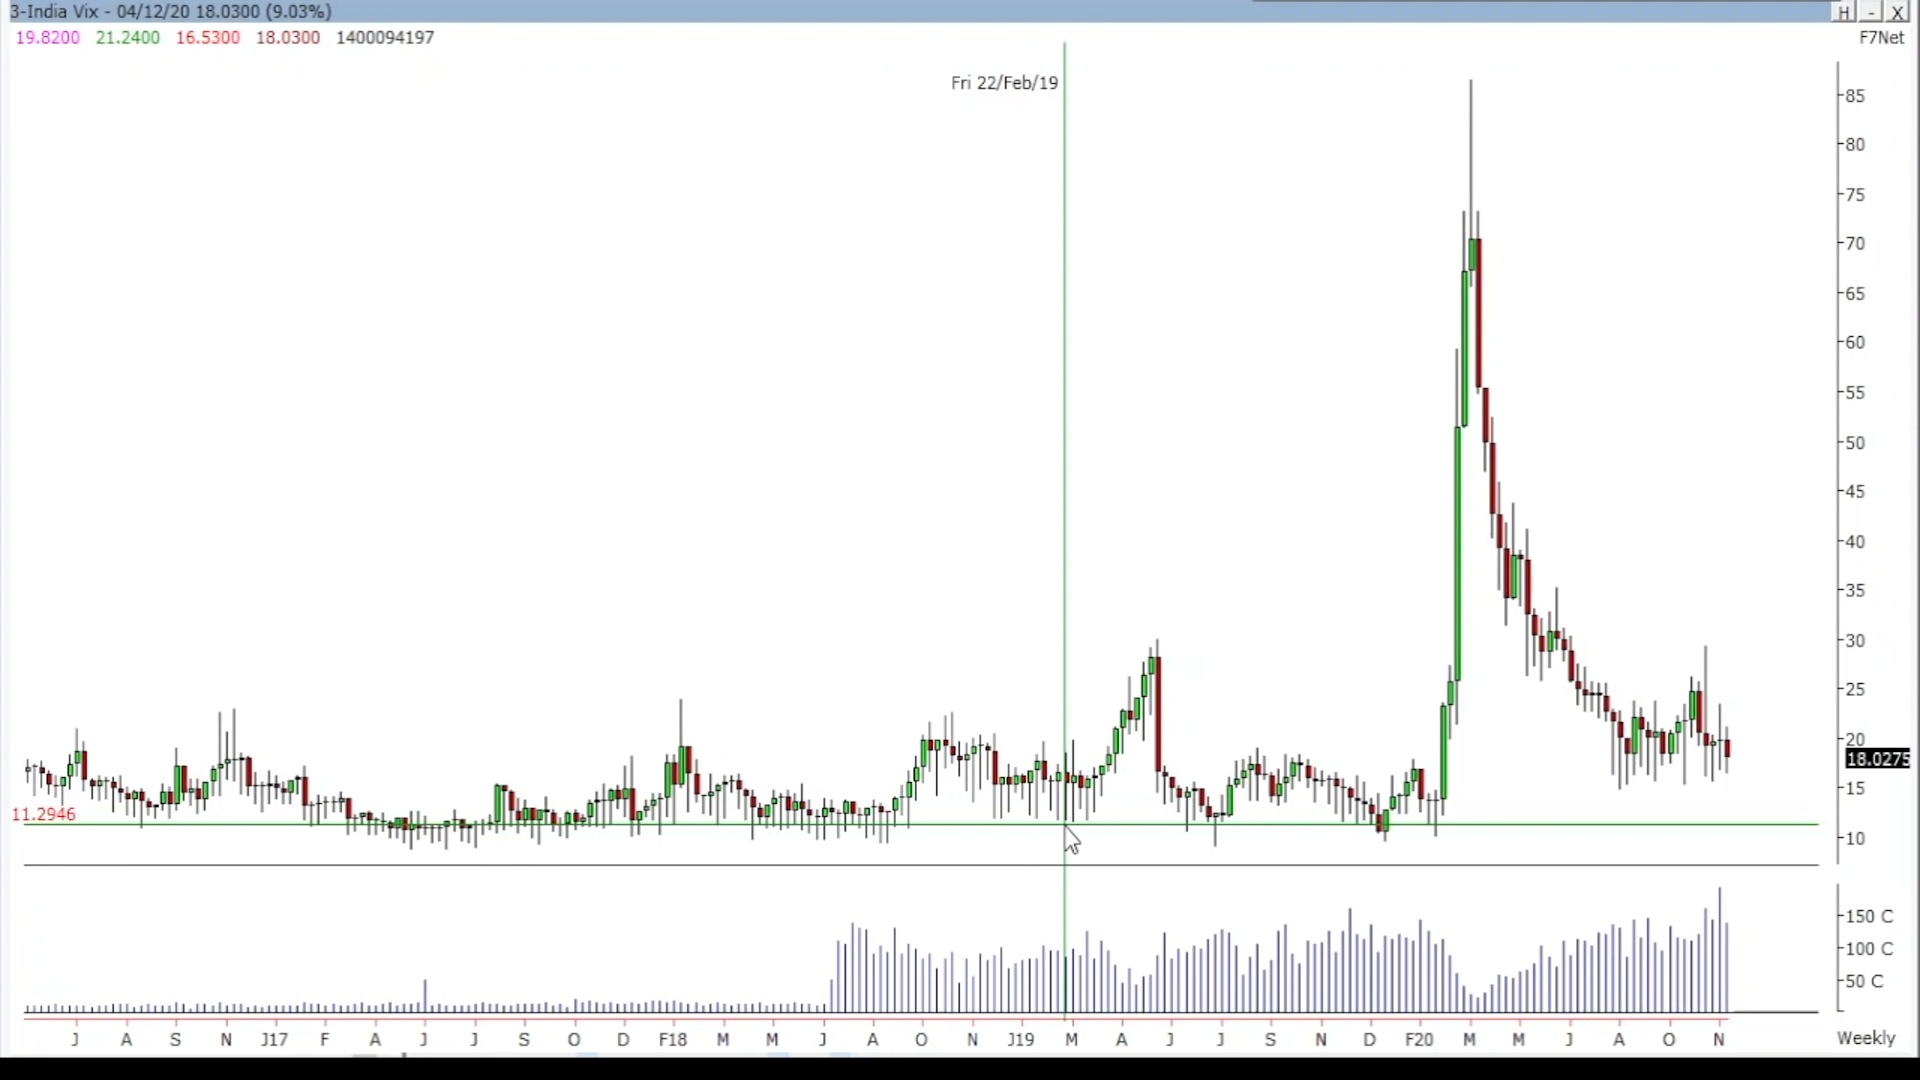 3-India Vix - 04/12/20 18.0300 (9.03%)
H - X
19.8200 21.2400 16.5300 18.0300 1400094197
F7Net
Fri 22/Feb/19
85
80
75
70
65
60
55
50
45
40
35
30
25
20
18.0275
15
11.2946
10
150 C
100 C
50 C
J A S N J17 F A J J S O D F18 M M J A O N J19 M A J J S N D F20 M M J A O N
Weekly